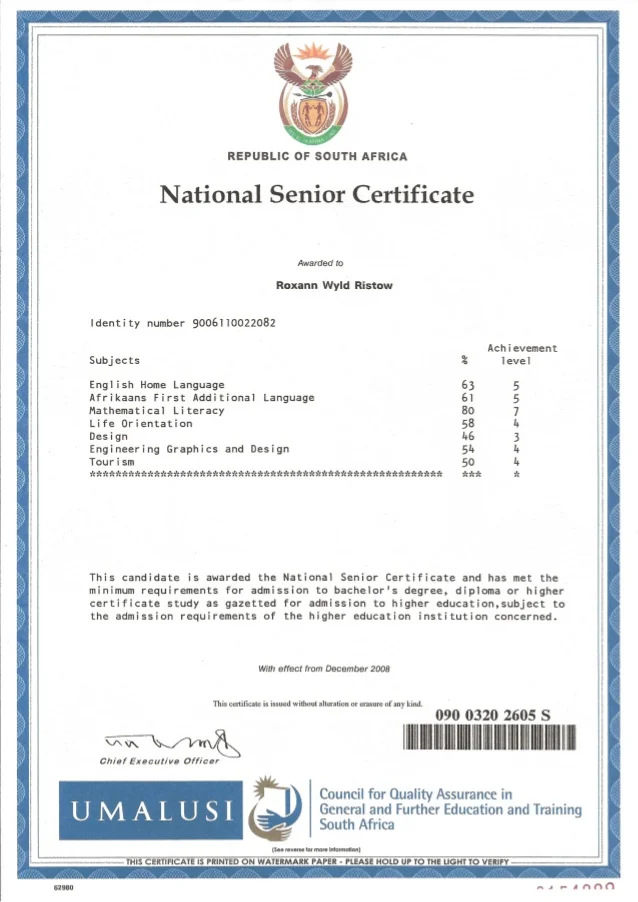 REPUBLIC OF SOUTH AFRICA
National Senior Certificate
Awarded to
Roxann Wyld Ristow
Identity number 9006110022082
Achievement
Subjects % level
English Home Language 63 5
Afrikaans First Additional Language 61 5
Mathematical Literacy 80 7
Life Orientation 58 4
Design 46 3
Engineering Graphics and Design 54 4
Tourism 50 4
******************************************************* *** *
This candidate is awarded the National Senior Certificate and has met the
minimum requirements for admission to bachelor's degree, diploma or higher
certificate study as gazetted for admission to higher education,subject to
the admission requirements of the higher education institution concerned.
With effect from December 2008
This certificate is issued without alteration or erasure of any kind.
090 0320 2605 S
Chief Executive Officer
UMALUSI
Council for Quality Assurance in
General and Further Education and Training
South Africa
(See reverse for more information)
THIS CERTIFICATE IS PRINTED ON WATERMARK PAPER - PLEASE HOLD UP TO THE LIGHT TO VERIFY
62980